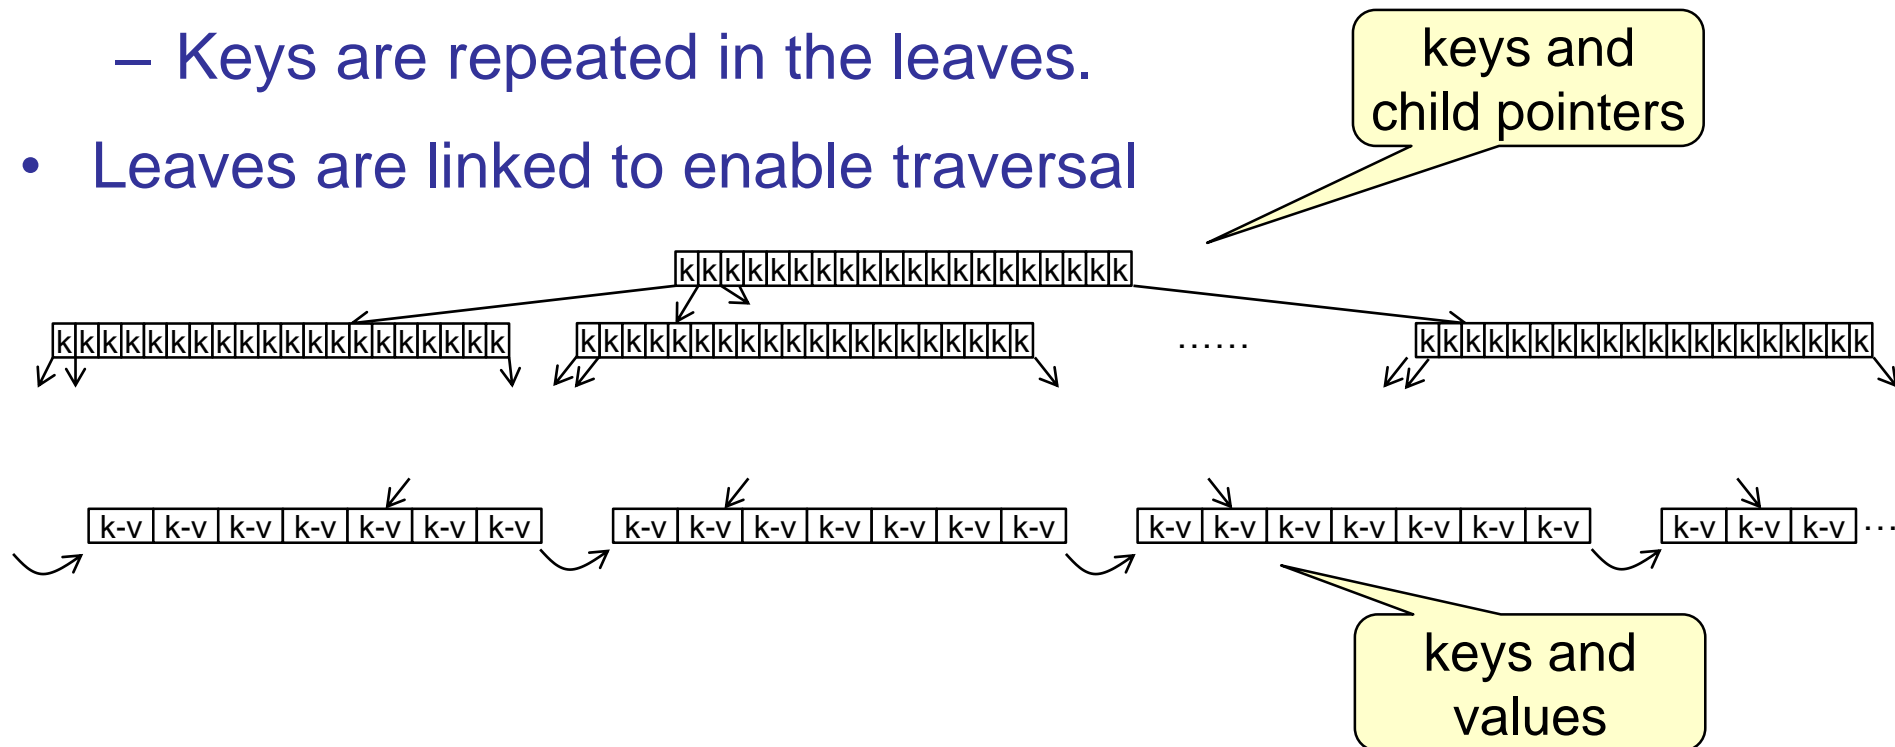 – Keys are repeated in the leaves.
• Leaves are linked to enable traversal
keys and
child pointers
k k k k k k k k k k k k k k k k k k k k
k k k k k k k k k k k k k k k k k k k k
k k k k k k k k k k k k k k k k k k k k
......
k k k k k k k k k k k k k k k k k k k k
k-v k-v k-v k-v k-v k-v k-v
k-v k-v k-v k-v k-v k-v k-v
k-v k-v k-v k-v k-v k-v k-v
k-v k-v k-v ...
keys and
values